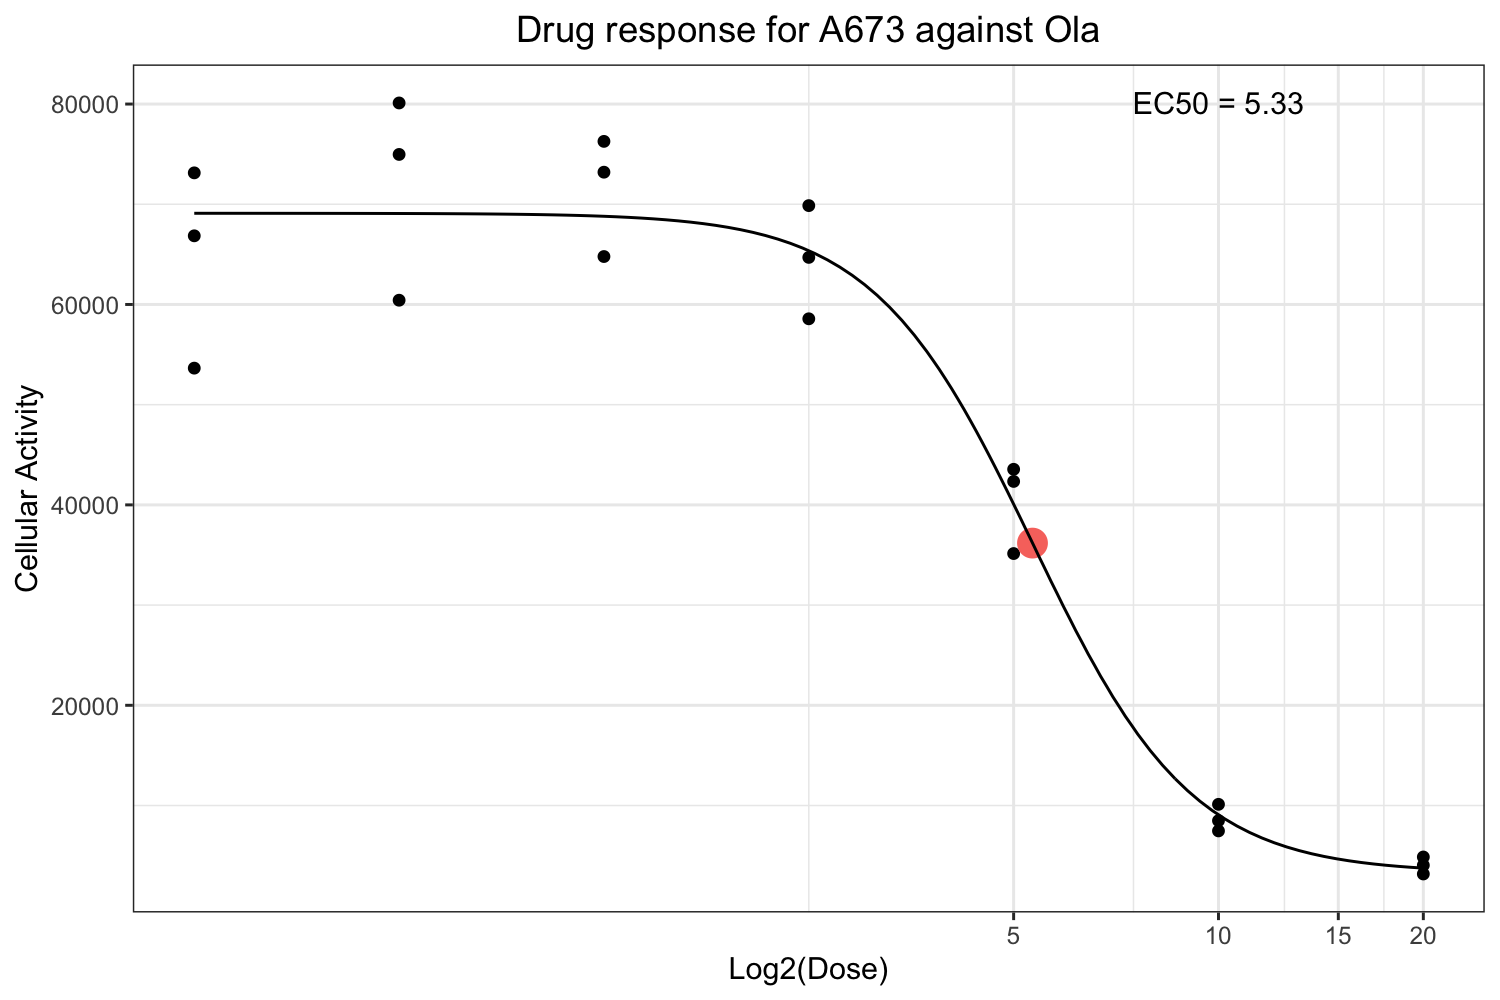 Drug response for A673 against Ola
EC50 = 5.33
80000
60000
40000
20000
Cellular Activity
5 10 15 20
Log2(Dose)